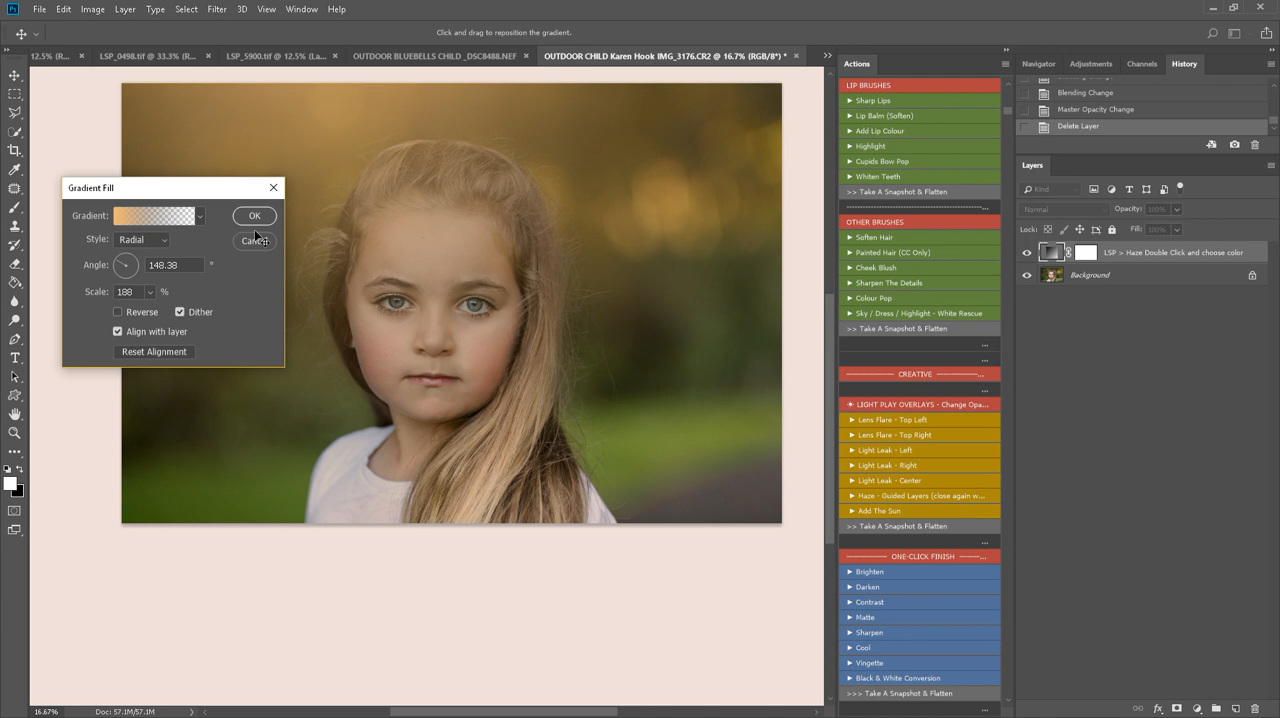 Ps File Edit Image Layer Type Select Filter 3D View Window Help
Click and drag to reposition the gradient.
12.5% (R...
LSP_0498.tif @ 33.3% (R...
LSP_5900.tif @ 12.5% (La...
OUTDOOR BLUEBELLS CHILD _DSC8488.NEF
OUTDOOR CHILD Karen Hook IMG_3176.CR2 @ 16.7% (RGB/8*) *
Gradient Fill
Gradient:
OK
Style: Radial
Angle: 148.38 °
Scale: 188 %
Reverse Dither
Align with layer
Reset Alignment
16.67% Doc: 57.1M/57.1M
Actions
LIP BRUSHES
Sharp Lips
Lip Balm (Soften)
Add Lip Colour
Highlight
Cupids Bow Pop
Whiten Teeth
>> Take A Snapshot & Flatten
---------------------------------------...
OTHER BRUSHES
Soften Hair
Painted Hair (CC Only)
Cheek Blush
Sharpen The Details
Colour Pop
Sky / Dress / Highlight - White Rescue
>> Take A Snapshot & Flatten
...
...
CREATIVE ...
...
☀ LIGHT PLAY OVERLAYS - Change Opa...
Lens Flare - Top Left
Lens Flare - Top Right
Light Leak - Left
Light Leak - Right
Light Leak - Center
Haze - Guided Layers (close again w...
Add The Sun
>> Take A Snapshot & Flatten
...
ONE-CLICK FINISH ...
Brighten
Darken
Contrast
Matte
Sharpen
Cool
Vingette
Black & White Conversion
>>> Take A Snapshot & Flatten
...
Navigator Adjustments Channels History
Blending Change
Master Opacity Change
Delete Layer
Layers
Kind
Normal Opacity: 100%
Lock: Fill: 100%
LSP > Haze Double Click and choose color
Background